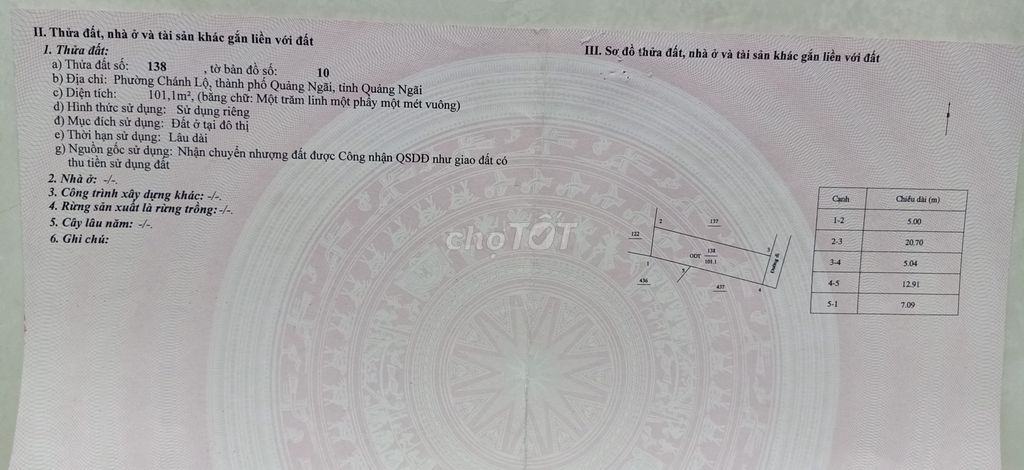 II. Thửa đất, nhà ở và tài sản khác gắn liền với đất
1. Thửa đất:
a) Thửa đất số: 138 , tờ bản đồ số: 10
b) Địa chỉ: Phường Chánh Lộ, thành phố Quảng Ngãi, tỉnh Quảng Ngãi
c) Diện tích: 101,1m², (bằng chữ: Một trăm linh một phẩy một mét vuông)
d) Hình thức sử dụng: Sử dụng riêng
đ) Mục đích sử dụng: Đất ở tại đô thị
e) Thời hạn sử dụng: Lâu dài
g) Nguồn gốc sử dụng: Nhận chuyển nhượng đất được Công nhận QSDĐ như giao đất có
thu tiền sử dụng đất
2. Nhà ở: -/-.
3. Công trình xây dựng khác: -/-.
4. Rừng sản xuất là rừng trồng: -/-.
5. Cây lâu năm: -/-.
6. Ghi chú:
III. Sơ đồ thửa đất, nhà ở và tài sản khác gắn liền với đất
2
137
122
138
3
ODT
101.1
Đường đi
1
5
436
437
4
Cạnh Chiều dài (m)
1-2 5.00
2-3 20.70
3-4 5.04
4-5 12.91
5-1 7.09
chợTỐT